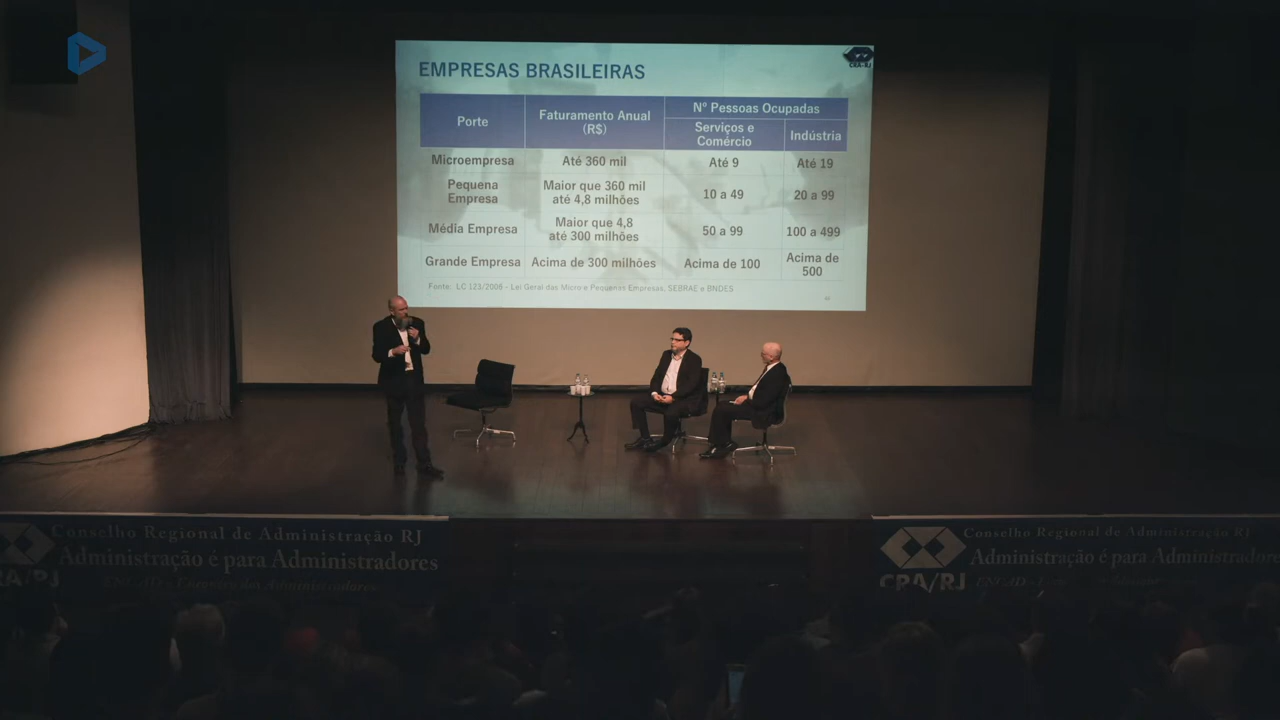 EMPRESAS BRASILEIRAS
CRA-RJ
Porte
Faturamento Anual
(R$)
Nº Pessoas Ocupadas
Serviços e
Comércio
Indústria
Microempresa
Até 360 mil
Até 9
Até 19
Pequena
Empresa
Maior que 360 mil
até 4,8 milhões
10 a 49
20 a 99
Média Empresa
Maior que 4,8
até 300 milhões
50 a 99
100 a 499
Grande Empresa
Acima de 300 milhões
Acima de 100
Acima de
500
Fonte: LC 123/2006 - Lei Geral das Micro e Pequenas Empresas, SEBRAE e BNDES
Conselho Regional de Administração RJ
Administração é para Administradores
CRA/RJ
Conselho Regional de Administração RJ
Administração é para Administradores
CRA/RJ